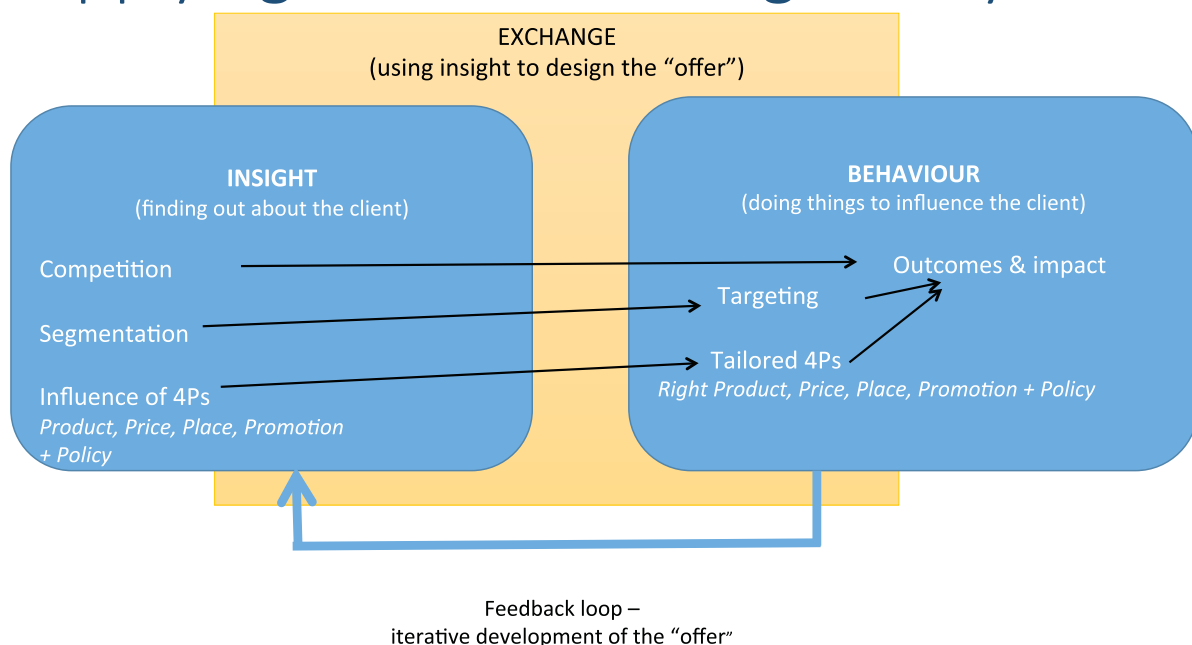 EXCHANGE
(using insight to design the “offer”)
INSIGHT
(finding out about the client)
Competition
Segmentation
Influence of 4Ps
Product, Price, Place, Promotion
+ Policy
BEHAVIOUR
(doing things to influence the client)
Outcomes & impact
Targeting
Tailored 4Ps
Right Product, Price, Place, Promotion + Policy
Feedback loop –
iterative development of the “offer”